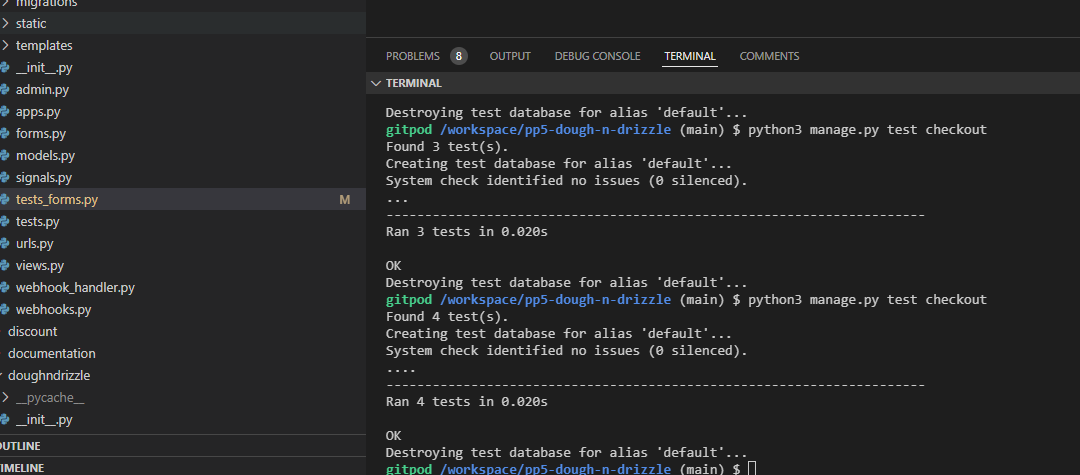 migrations
static
templates
__init__.py
admin.py
apps.py
forms.py
models.py
signals.py
tests_forms.py M
tests.py
urls.py
views.py
webhook_handler.py
webhooks.py
discount
documentation
doughndrizzle
__pycache__
__init__.py
OUTLINE
TIMELINE
PROBLEMS 8 OUTPUT DEBUG CONSOLE TERMINAL COMMENTS
TERMINAL
Destroying test database for alias 'default'...
gitpod /workspace/pp5-dough-n-drizzle (main) $ python3 manage.py test checkout
Found 3 test(s).
Creating test database for alias 'default'...
System check identified no issues (0 silenced).
...
----------------------------------------------------------------------
Ran 3 tests in 0.020s
OK
Destroying test database for alias 'default'...
gitpod /workspace/pp5-dough-n-drizzle (main) $ python3 manage.py test checkout
Found 4 test(s).
Creating test database for alias 'default'...
System check identified no issues (0 silenced).
....
----------------------------------------------------------------------
Ran 4 tests in 0.020s
OK
Destroying test database for alias 'default'...
gitpod /workspace/pp5-dough-n-drizzle (main) $